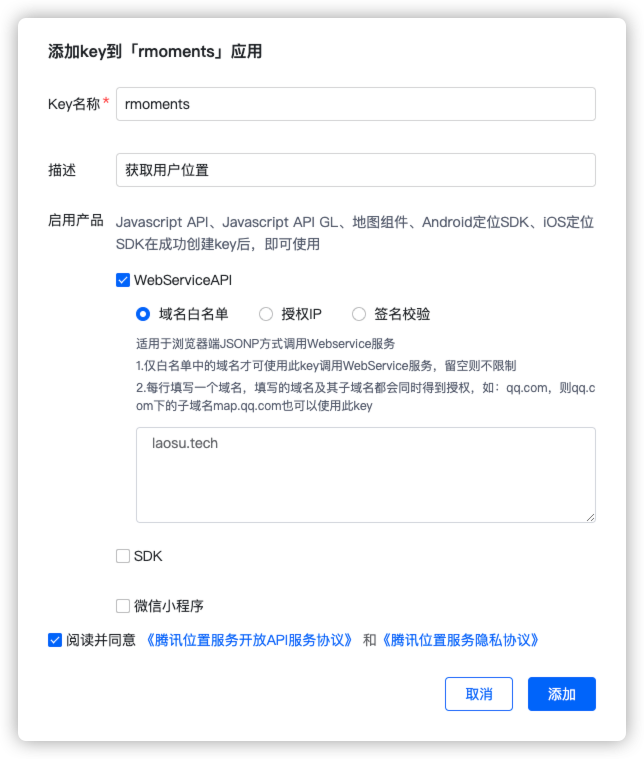 添加key到「rmoments」应用
Key名称* rmoments
描述 获取用户位置
启用产品 Javascript API、Javascript API GL、地图组件、Android定位SDK、iOS定位
SDK在成功创建key后，即可使用
WebServiceAPI
域名白名单 授权IP 签名校验
适用于浏览器端JSONP方式调用Webservice服务
1.仅白名单中的域名才可使用此key调用WebService服务，留空则不限制
2.每行填写一个域名，填写的域名及其子域名都会同时得到授权，如：qq.com，则qq.c
om下的子域名map.qq.com也可以使用此key
laosu.tech
SDK
微信小程序
阅读并同意 《腾讯位置服务开放API服务协议》 和《腾讯位置服务隐私协议》
取消 添加